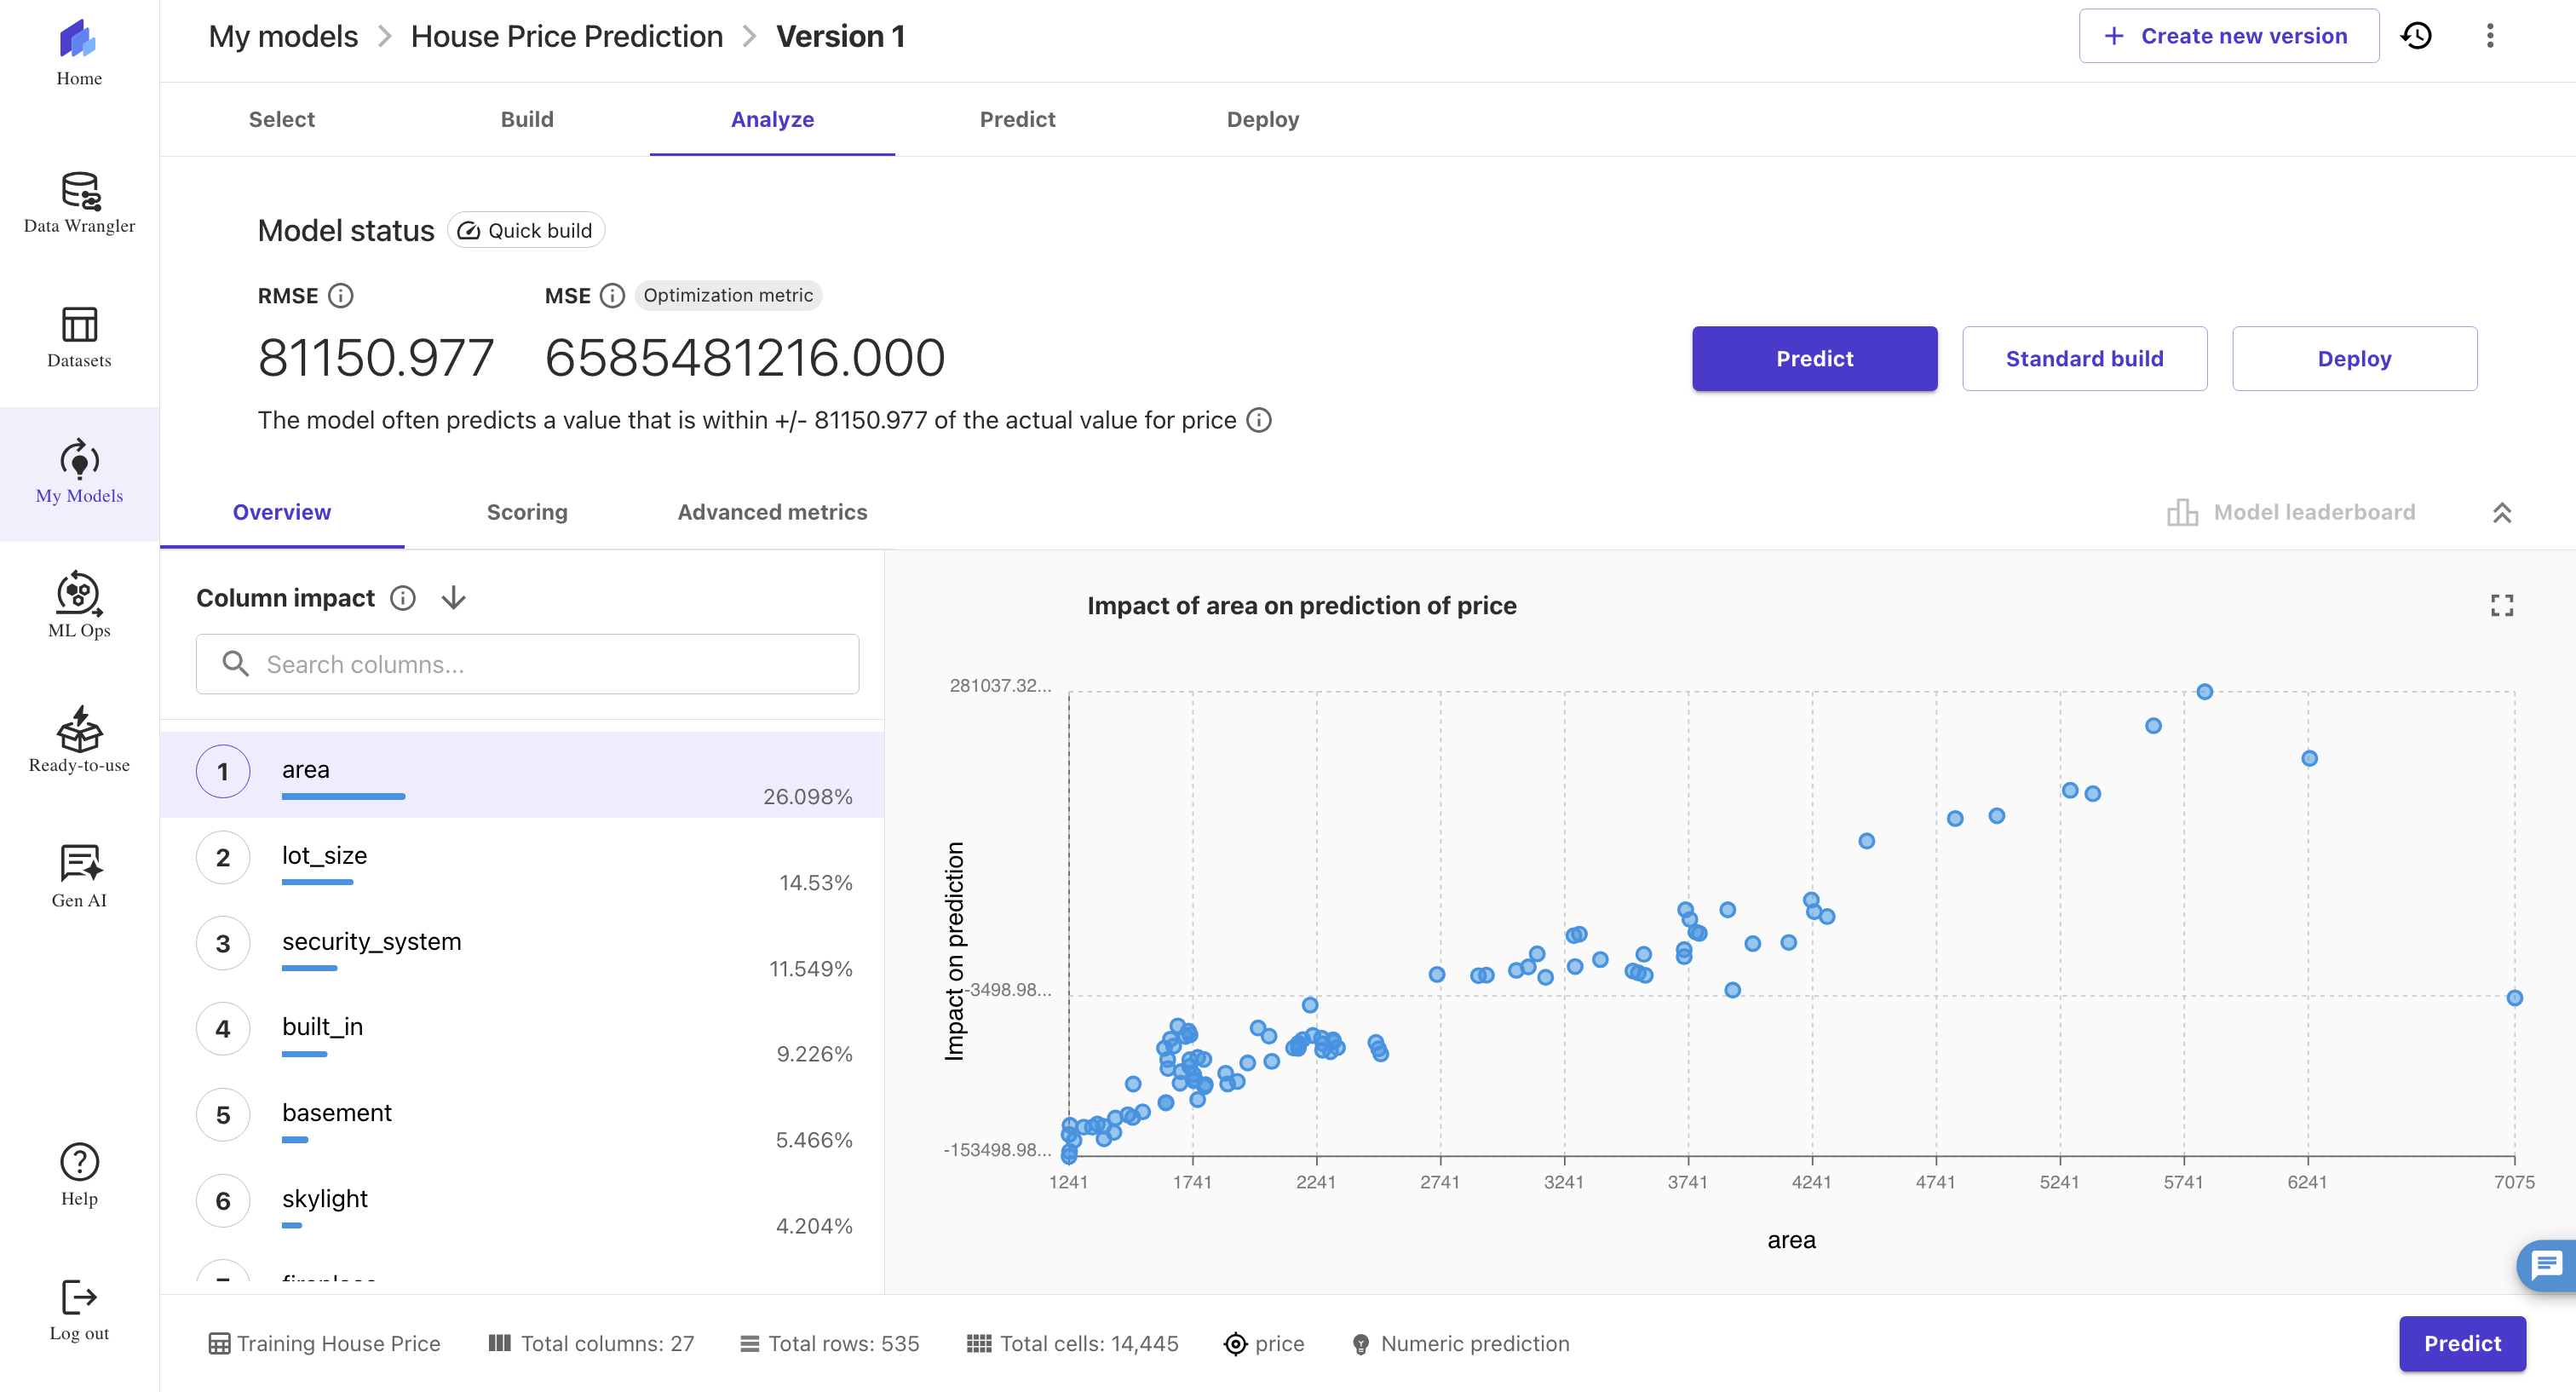 My models > House Price Prediction > Version 1
+ Create new version
Home
Data Wrangler
Datasets
My Models
ML Ops
Ready-to-use
Gen AI
Help
Log out
Select Build Analyze Predict Deploy
Model status Quick build
RMSE MSE Optimization metric
81150.977 6585481216.000
Predict Standard build Deploy
The model often predicts a value that is within +/- 81150.977 of the actual value for price
Overview Scoring Advanced metrics
Model leaderboard
Column impact
Search columns...
1 area 26.098%
2 lot_size 14.53%
3 security_system 11.549%
4 built_in 9.226%
5 basement 5.466%
6 skylight 4.204%
Impact of area on prediction of price
Impact on prediction
281037.32...
-3498.98...
-153498.98...
1241 1741 2241 2741 3241 3741 4241 4741 5241 5741 6241 7075
area
Training House Price Total columns: 27 Total rows: 535 Total cells: 14,445 price Numeric prediction
Predict